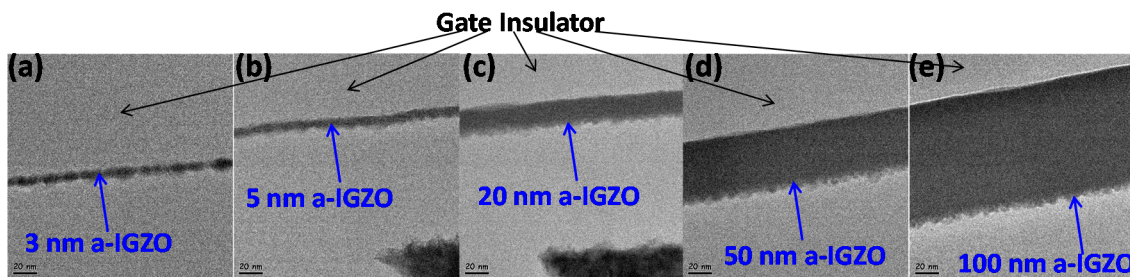 Gate Insulator
(a)
(b)
(c)
(d)
(e)
3 nm a-IGZO
5 nm a-IGZO
20 nm a-IGZO
50 nm a-IGZO
100 nm a-IGZO
20 nm
20 nm
20 nm
20 nm
20 nm